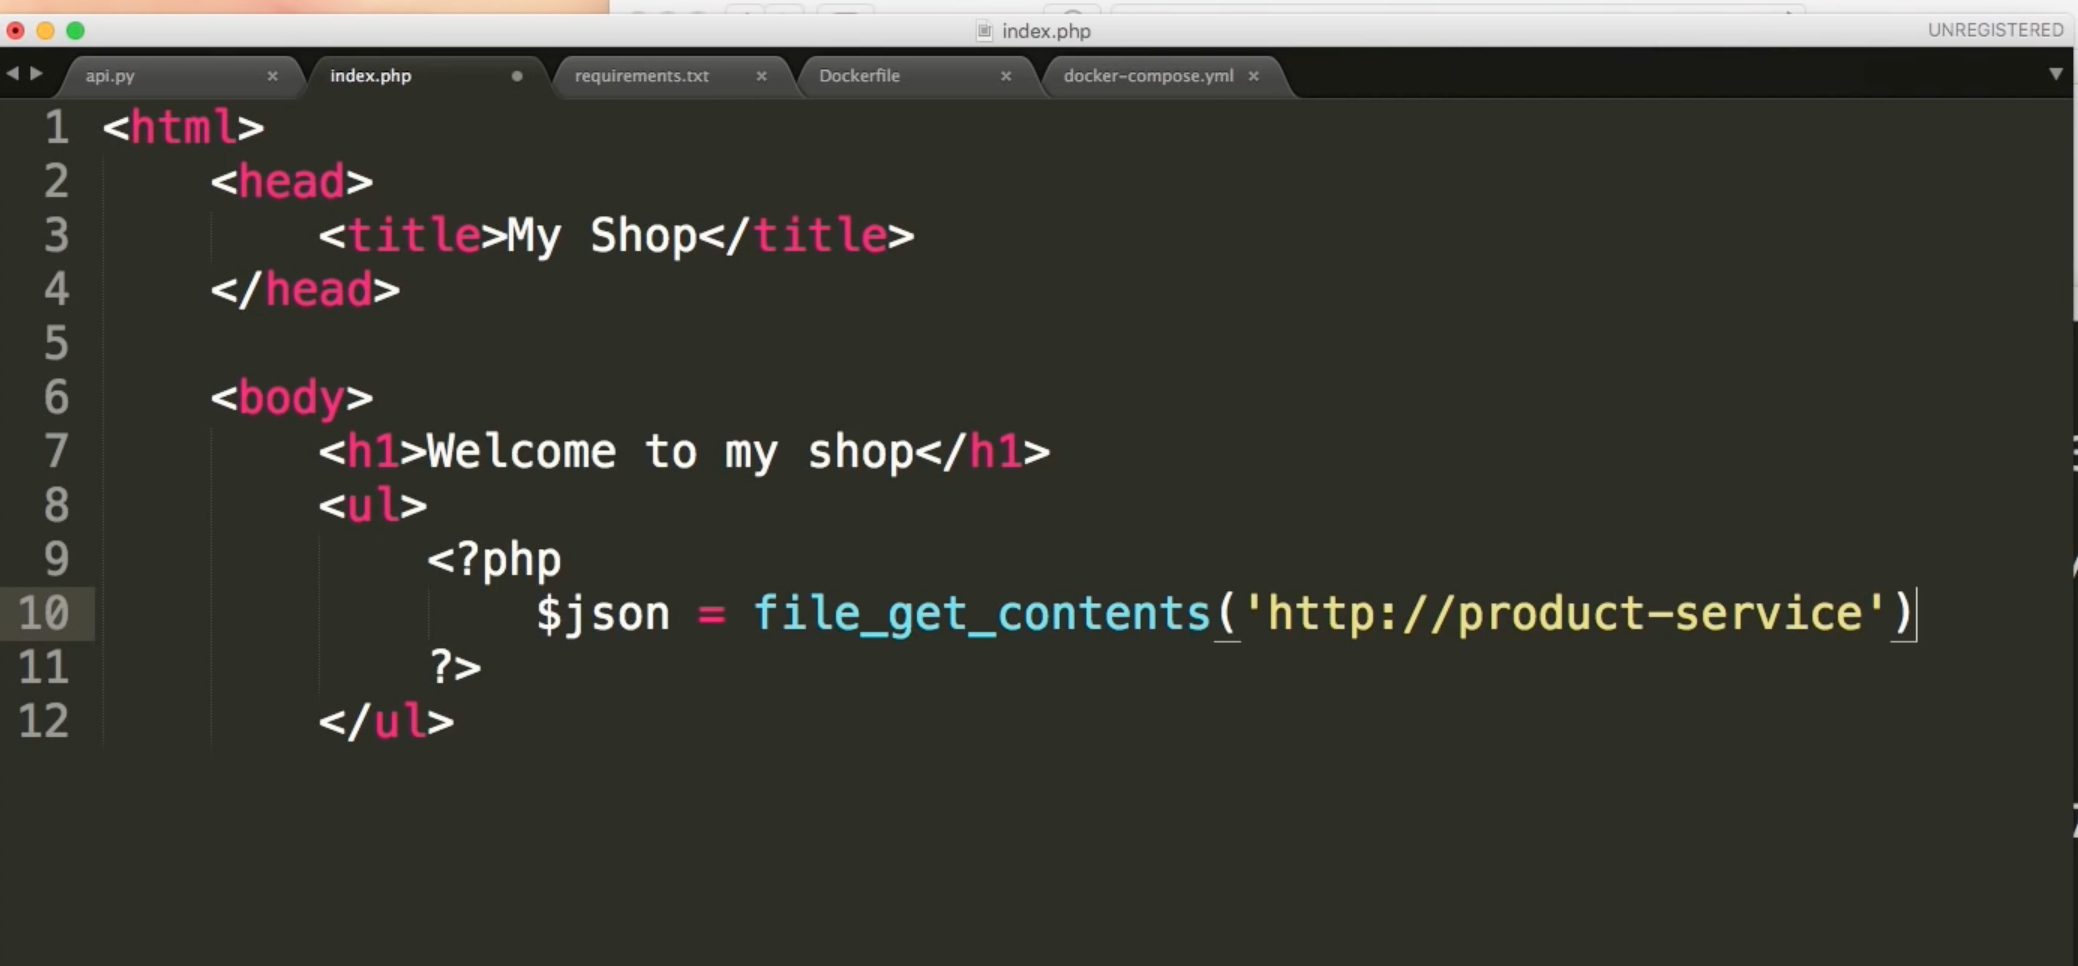 index.php
UNREGISTERED
api.py × index.php requirements.txt × Dockerfile × docker-compose.yml ×
1 <html>
2 <head>
3 <title>My Shop</title>
4 </head>
5
6 <body>
7 <h1>Welcome to my shop</h1>
8 <ul>
9 <?php
10 $json = file_get_contents('http://product-service')
11 ?>
12 </ul>